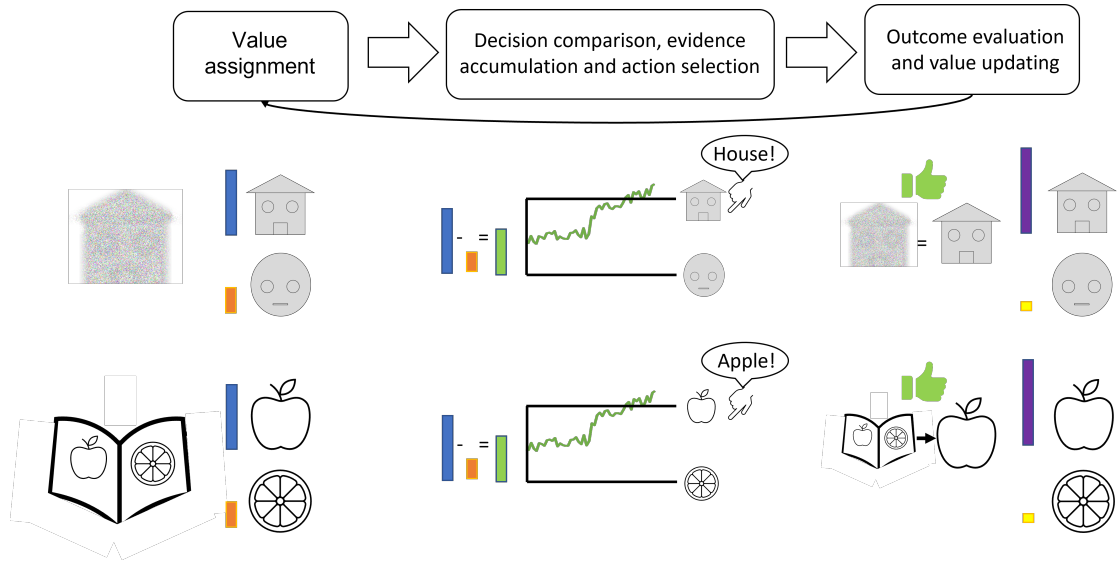 Value
assignment
Decision comparison, evidence
accumulation and action selection
Outcome evaluation
and value updating
House!
- =
=
Apple!
- =